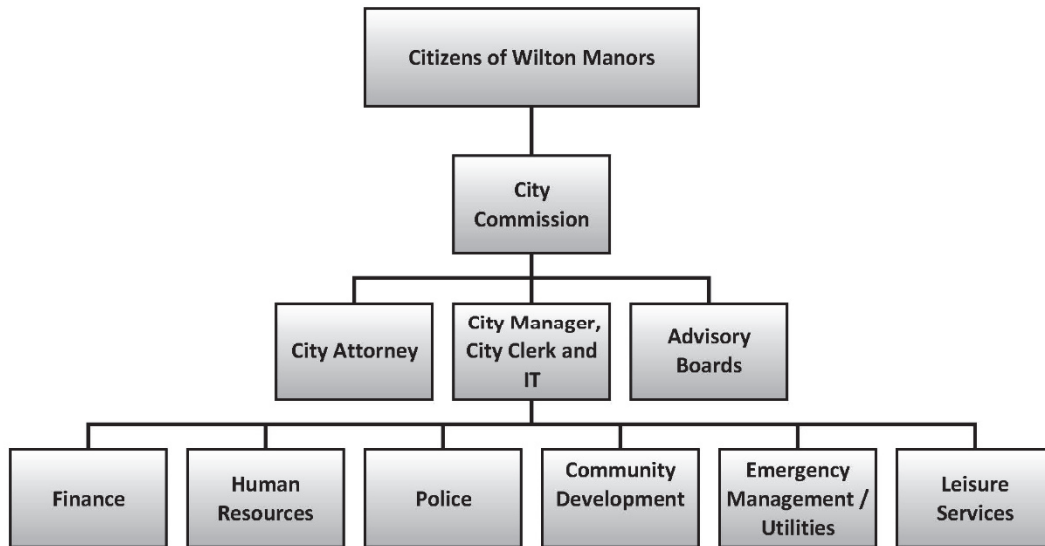 Citizens of Wilton Manors
City
Commission
City Attorney
City Manager,
City Clerk and
IT
Advisory
Boards
Finance
Human
Resources
Police
Community
Development
Emergency
Management /
Utilities
Leisure
Services